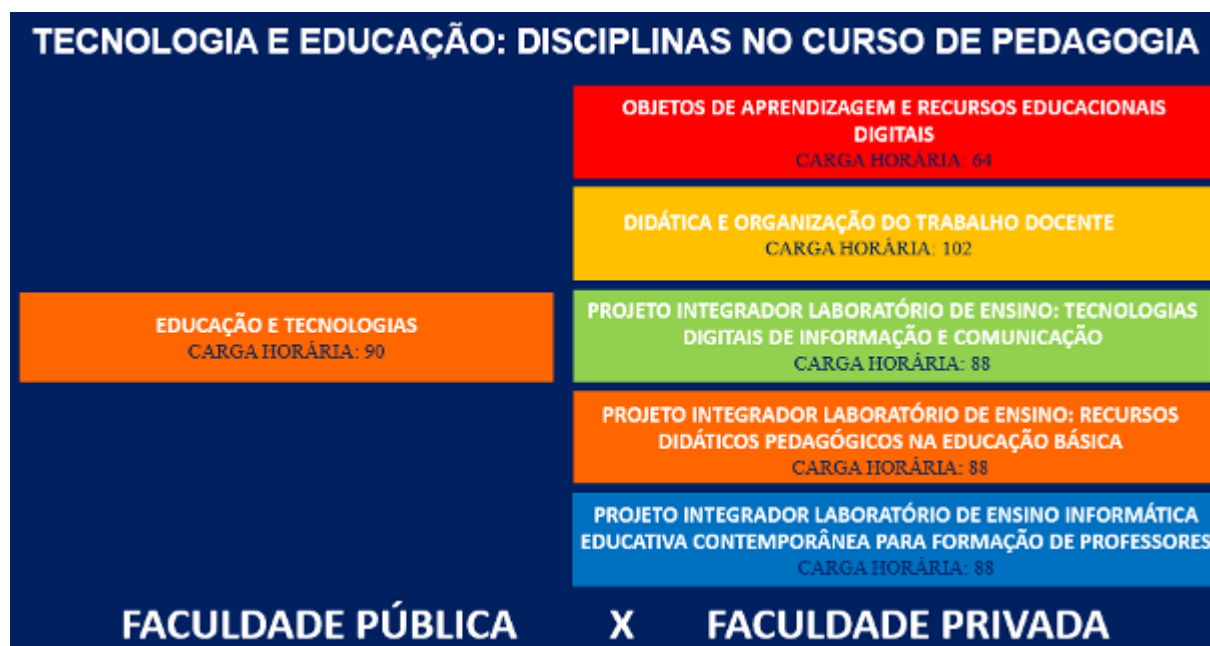 TECNOLOGIA E EDUCAÇÃO: DISCIPLINAS NO CURSO DE PEDAGOGIA
EDUCAÇÃO E TECNOLOGIAS
CARGA HORÁRIA: 90
OBJETOS DE APRENDIZAGEM E RECURSOS EDUCACIONAIS
DIGITAIS
CARGA HORÁRIA: 64
DIDÁTICA E ORGANIZAÇÃO DO TRABALHO DOCENTE
CARGA HORÁRIA: 102
PROJETO INTEGRADOR LABORATÓRIO DE ENSINO: TECNOLOGIAS
DIGITAIS DE INFORMAÇÃO E COMUNICAÇÃO
CARGA HORÁRIA: 88
PROJETO INTEGRADOR LABORATÓRIO DE ENSINO: RECURSOS
DIDÁTICOS PEDAGÓGICOS NA EDUCAÇÃO BÁSICA
CARGA HORÁRIA: 88
PROJETO INTEGRADOR LABORATÓRIO DE ENSINO INFORMÁTICA
EDUCATIVA CONTEMPORÂNEA PARA FORMAÇÃO DE PROFESSORES
CARGA HORÁRIA: 88
FACULDADE PÚBLICA X FACULDADE PRIVADA